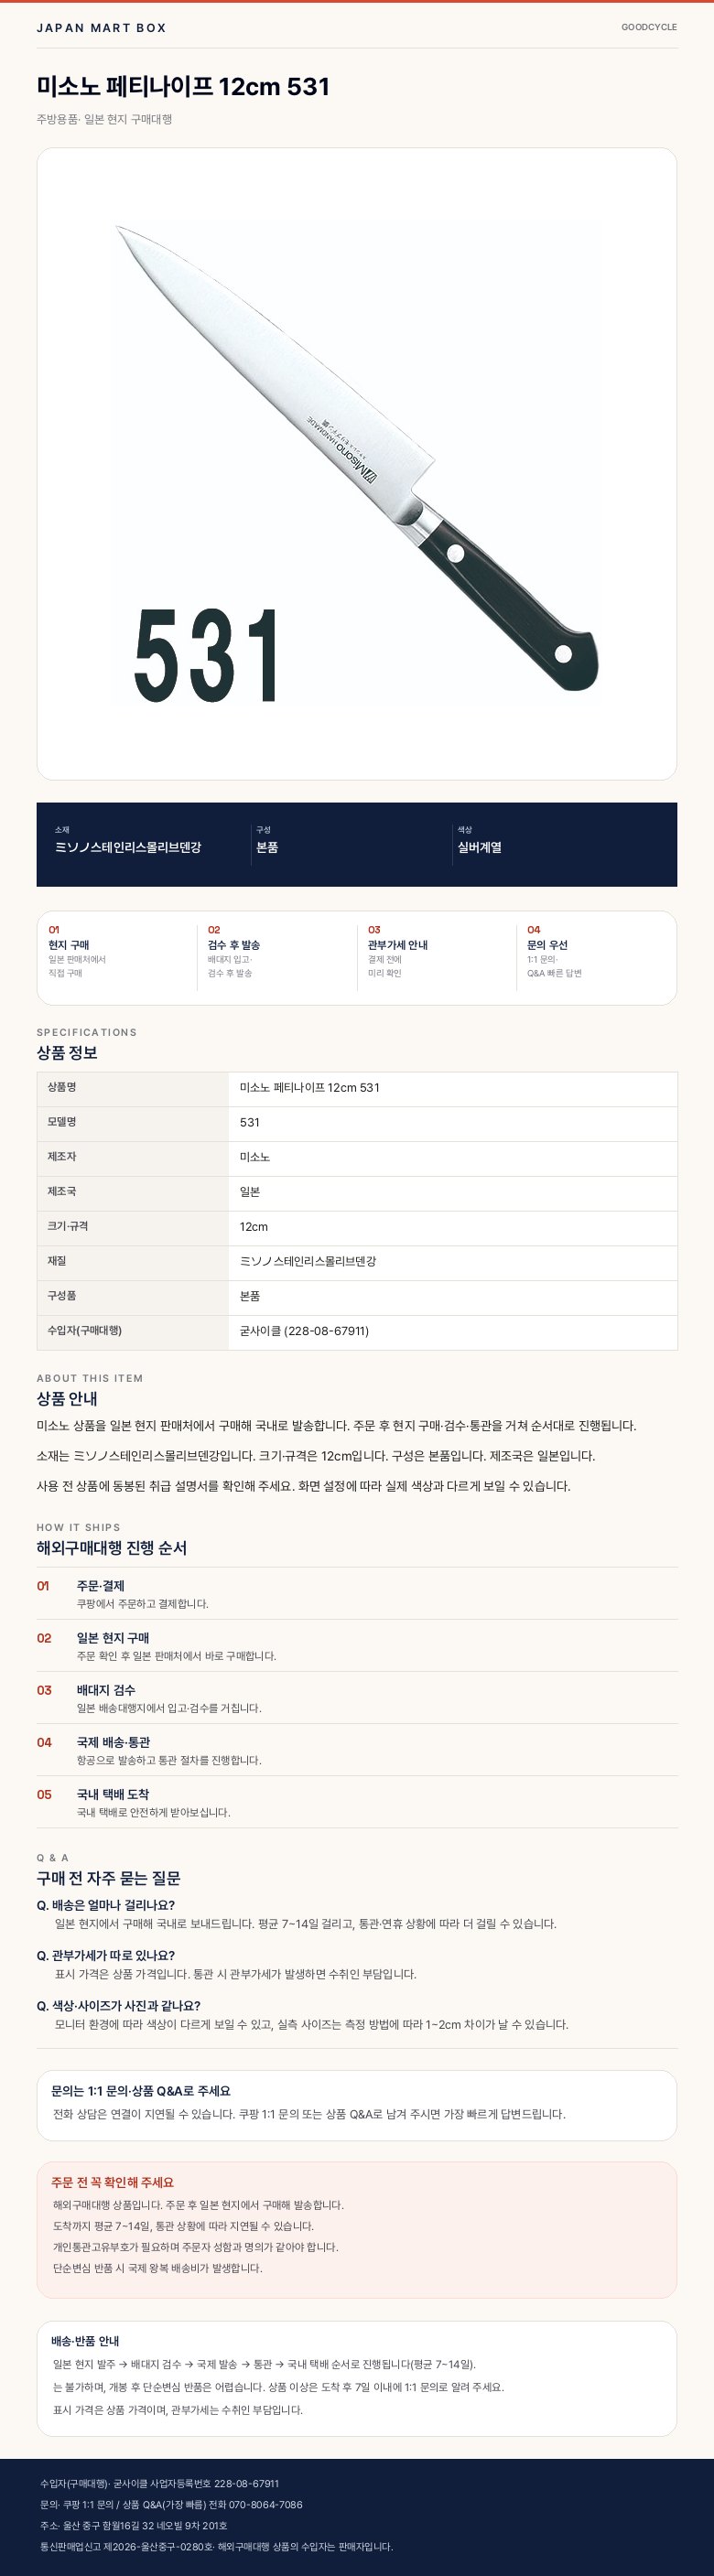 JAPAN MART BOX
GOODCYCLE
미소노 페티나이프 12cm 531
주방용품· 일본 현지 구매대행
Misono
HANDMADE
531
소재
ミソノ스테인리스몰리브덴강
구성
본품
색상
실버계열
01
현지 구매
일본 판매처에서
직접 구매
02
검수 후 발송
배대지 입고·
검수 후 발송
03
관부가세 안내
결제 전에
미리 확인
04
문의 우선
1:1 문의·
Q&A 빠른 답변
SPECIFICATIONS
상품 정보
상품명 미소노 페티나이프 12cm 531
모델명 531
제조자 미소노
제조국 일본
크기·규격 12cm
재질 ミソノ스테인리스몰리브덴강
구성품 본품
수입자(구매대행) 굳사이클 (228-08-67911)
ABOUT THIS ITEM
상품 안내
미소노 상품을 일본 현지 판매처에서 구매해 국내로 발송합니다. 주문 후 현지 구매·검수·통관을 거쳐 순서대로 진행됩니다.
소재는 ミソノ스테인리스몰리브덴강입니다. 크기·규격은 12cm입니다. 구성은 본품입니다. 제조국은 일본입니다.
사용 전 상품에 동봉된 취급 설명서를 확인해 주세요. 화면 설정에 따라 실제 색상과 다르게 보일 수 있습니다.
HOW IT SHIPS
해외구매대행 진행 순서
01 주문·결제
쿠팡에서 주문하고 결제합니다.
02 일본 현지 구매
주문 확인 후 일본 판매처에서 바로 구매합니다.
03 배대지 검수
일본 배송대행지에서 입고·검수를 거칩니다.
04 국제 배송·통관
항공으로 발송하고 통관 절차를 진행합니다.
05 국내 택배 도착
국내 택배로 안전하게 받아보십니다.
Q & A
구매 전 자주 묻는 질문
Q. 배송은 얼마나 걸리나요?
일본 현지에서 구매해 국내로 보내드립니다. 평균 7~14일 걸리고, 통관·연휴 상황에 따라 더 걸릴 수 있습니다.
Q. 관부가세가 따로 있나요?
표시 가격은 상품 가격입니다. 통관 시 관부가세가 발생하면 수취인 부담입니다.
Q. 색상·사이즈가 사진과 같나요?
모니터 환경에 따라 색상이 다르게 보일 수 있고, 실측 사이즈는 측정 방법에 따라 1~2cm 차이가 날 수 있습니다.
문의는 1:1 문의·상품 Q&A로 주세요
전화 상담은 연결이 지연될 수 있습니다. 쿠팡 1:1 문의 또는 상품 Q&A로 남겨 주시면 가장 빠르게 답변드립니다.
주문 전 꼭 확인해 주세요
해외구매대행 상품입니다. 주문 후 일본 현지에서 구매해 발송합니다.
도착까지 평균 7~14일, 통관 상황에 따라 지연될 수 있습니다.
개인통관고유부호가 필요하며 주문자 성함과 명의가 같아야 합니다.
단순변심 반품 시 국제 왕복 배송비가 발생합니다.
배송·반품 안내
일본 현지 발주 → 배대지 검수 → 국제 발송 → 통관 → 국내 택배 순서로 진행됩니다(평균 7~14일).
는 불가하며, 개봉 후 단순변심 반품은 어렵습니다. 상품 이상은 도착 후 7일 이내에 1:1 문의로 알려 주세요.
표시 가격은 상품 가격이며, 관부가세는 수취인 부담입니다.
수입자(구매대행)· 굳사이클 사업자등록번호 228-08-67911
문의· 쿠팡 1:1 문의 / 상품 Q&A(가장 빠름) 전화 070-8064-7086
주소· 울산 중구 함월16길 32 네오빌 9차 201호
통신판매업신고 제2026-울산중구-0280호· 해외구매대행 상품의 수입자는 판매자입니다.